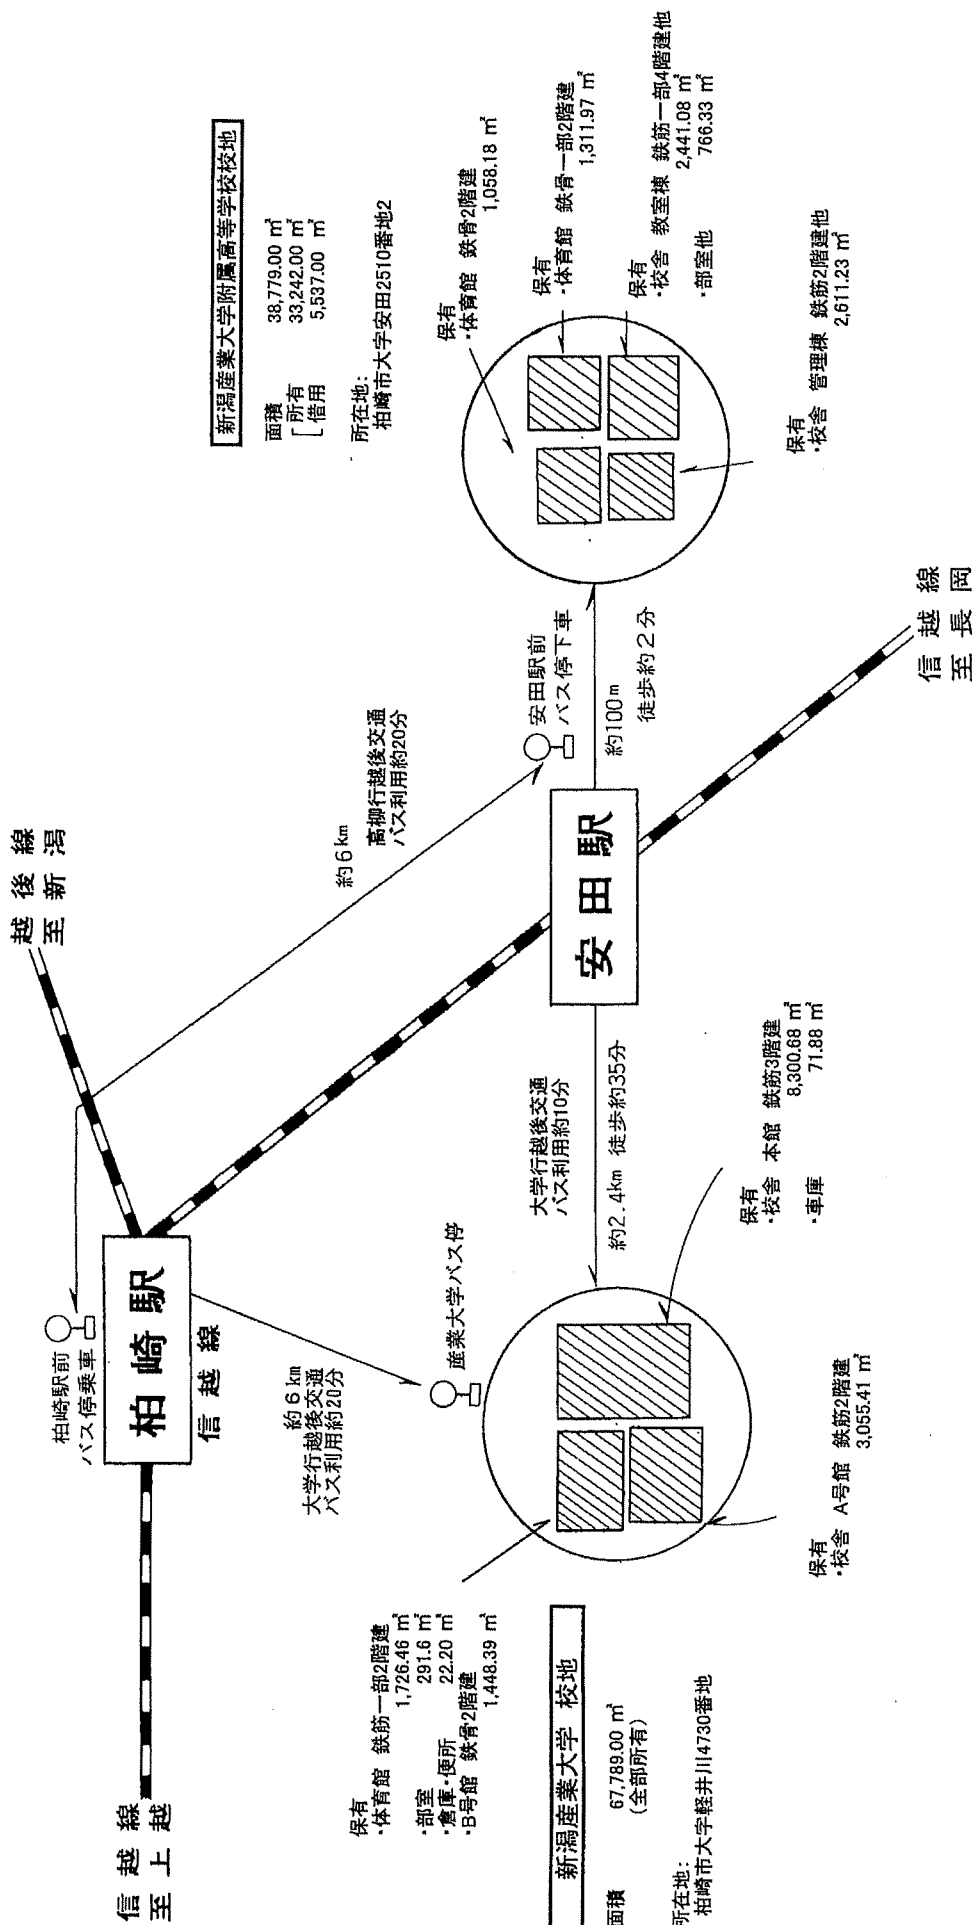 信越線
至上越
柏崎駅前
バス停乗車
柏崎駅
信越線
越後線
至新潟
約6km
大学行越後交通
バス利用約20分
産業大学バス停
約6km
高柳行越後交通
バス利用約20分
安田駅前
バス停下車
安田駅
約100m
徒歩約2分
大学行越後交通
バス利用約10分
約2.4km 徒歩約35分
信越線
至長岡
新潟産業大学附属高等学校校地
面積 38,779.00 ㎡
[ 所有 33,242.00 ㎡
借用 5,537.00 ㎡
所在地:
柏崎市大字安田2510番地2
保有
・体育館 鉄骨2階建
1,058.18 ㎡
保有
・体育館 鉄骨一部2階建
1,311.97 ㎡
保有
・校舎 教室棟 鉄筋一部4階建他
2,441.08 ㎡
・部室他 766.33 ㎡
保有
・校舎 管理棟 鉄筋2階建他
2,611.23 ㎡
保有
・体育館 鉄筋一部2階建
1,726.46 ㎡
・部室 291.6 ㎡
・倉庫・便所 22.20 ㎡
・B号館 鉄骨2階建
1,448.39 ㎡
新潟産業大学 校地
面積 67,789.00 ㎡
(全部所有)
所在地:
柏崎市大字軽井川4730番地
保有
・校舎 本館 鉄筋3階建
8,300.68 ㎡
・車庫 71.88 ㎡
保有
・校舎 A号館 鉄筋2階建
3,055.41 ㎡